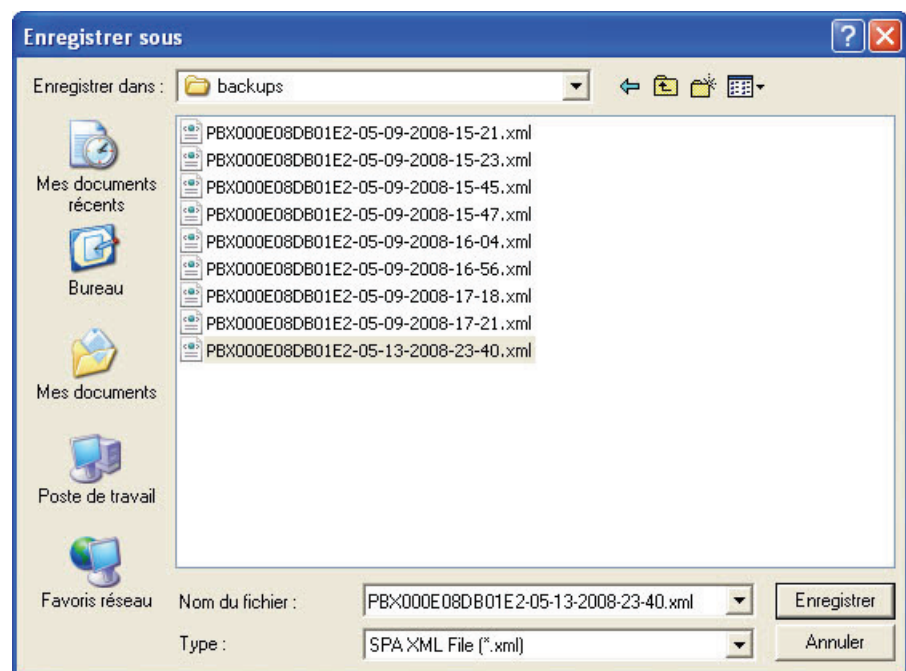 Enregistrer sous
Enregistrer dans :
backups
Mes documents
récents
Bureau
Mes documents
Poste de travail
Favoris réseau
PBX000E08DB01E2-05-09-2008-15-21.xml
PBX000E08DB01E2-05-09-2008-15-23.xml
PBX000E08DB01E2-05-09-2008-15-45.xml
PBX000E08DB01E2-05-09-2008-15-47.xml
PBX000E08DB01E2-05-09-2008-16-04.xml
PBX000E08DB01E2-05-09-2008-16-56.xml
PBX000E08DB01E2-05-09-2008-17-18.xml
PBX000E08DB01E2-05-09-2008-17-21.xml
PBX000E08DB01E2-05-13-2008-23-40.xml
Nom du fichier :
PBX000E08DB01E2-05-13-2008-23-40.xml
Enregistrer
Type :
SPA XML File (*.xml)
Annuler